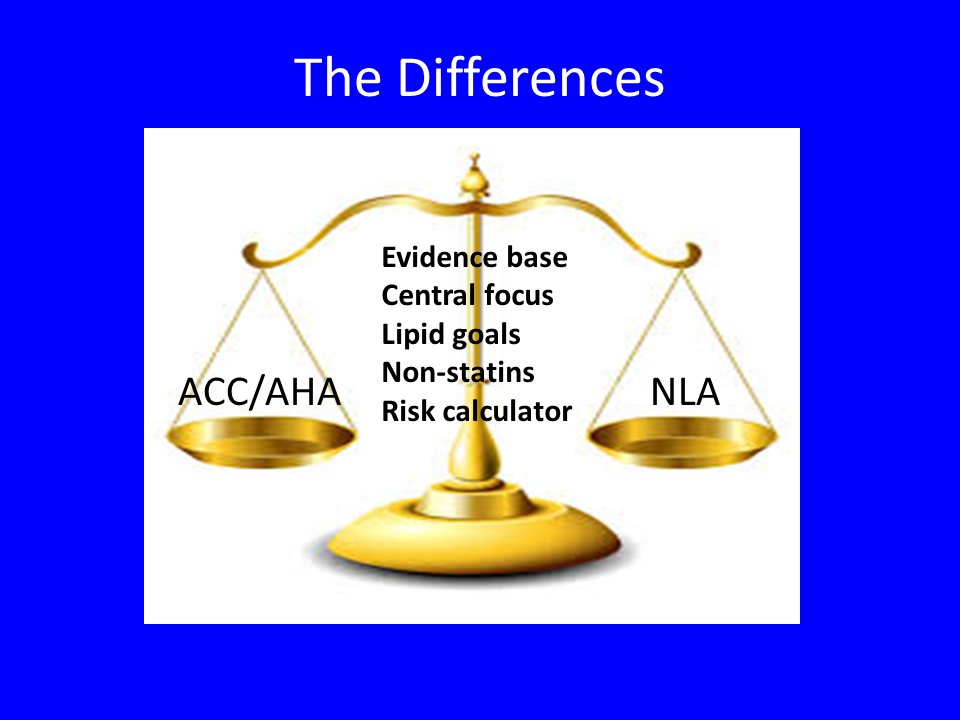 The Differences
Evidence base
Central focus
Lipid goals
Non-statins
Risk calculator
ACC/AHA
NLA